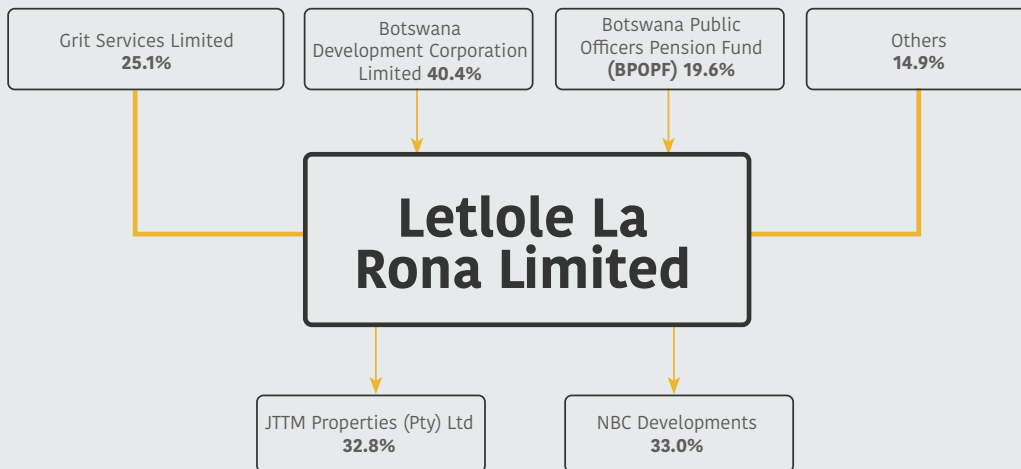 Grit Services Limited
25.1%
Botswana
Development Corporation
Limited 40.4%
Botswana Public
Officers Pension Fund
(BPOPF) 19.6%
Others
14.9%
Letlole La
Rona Limited
JTTM Properties (Pty) Ltd
32.8%
NBC Developments
33.0%